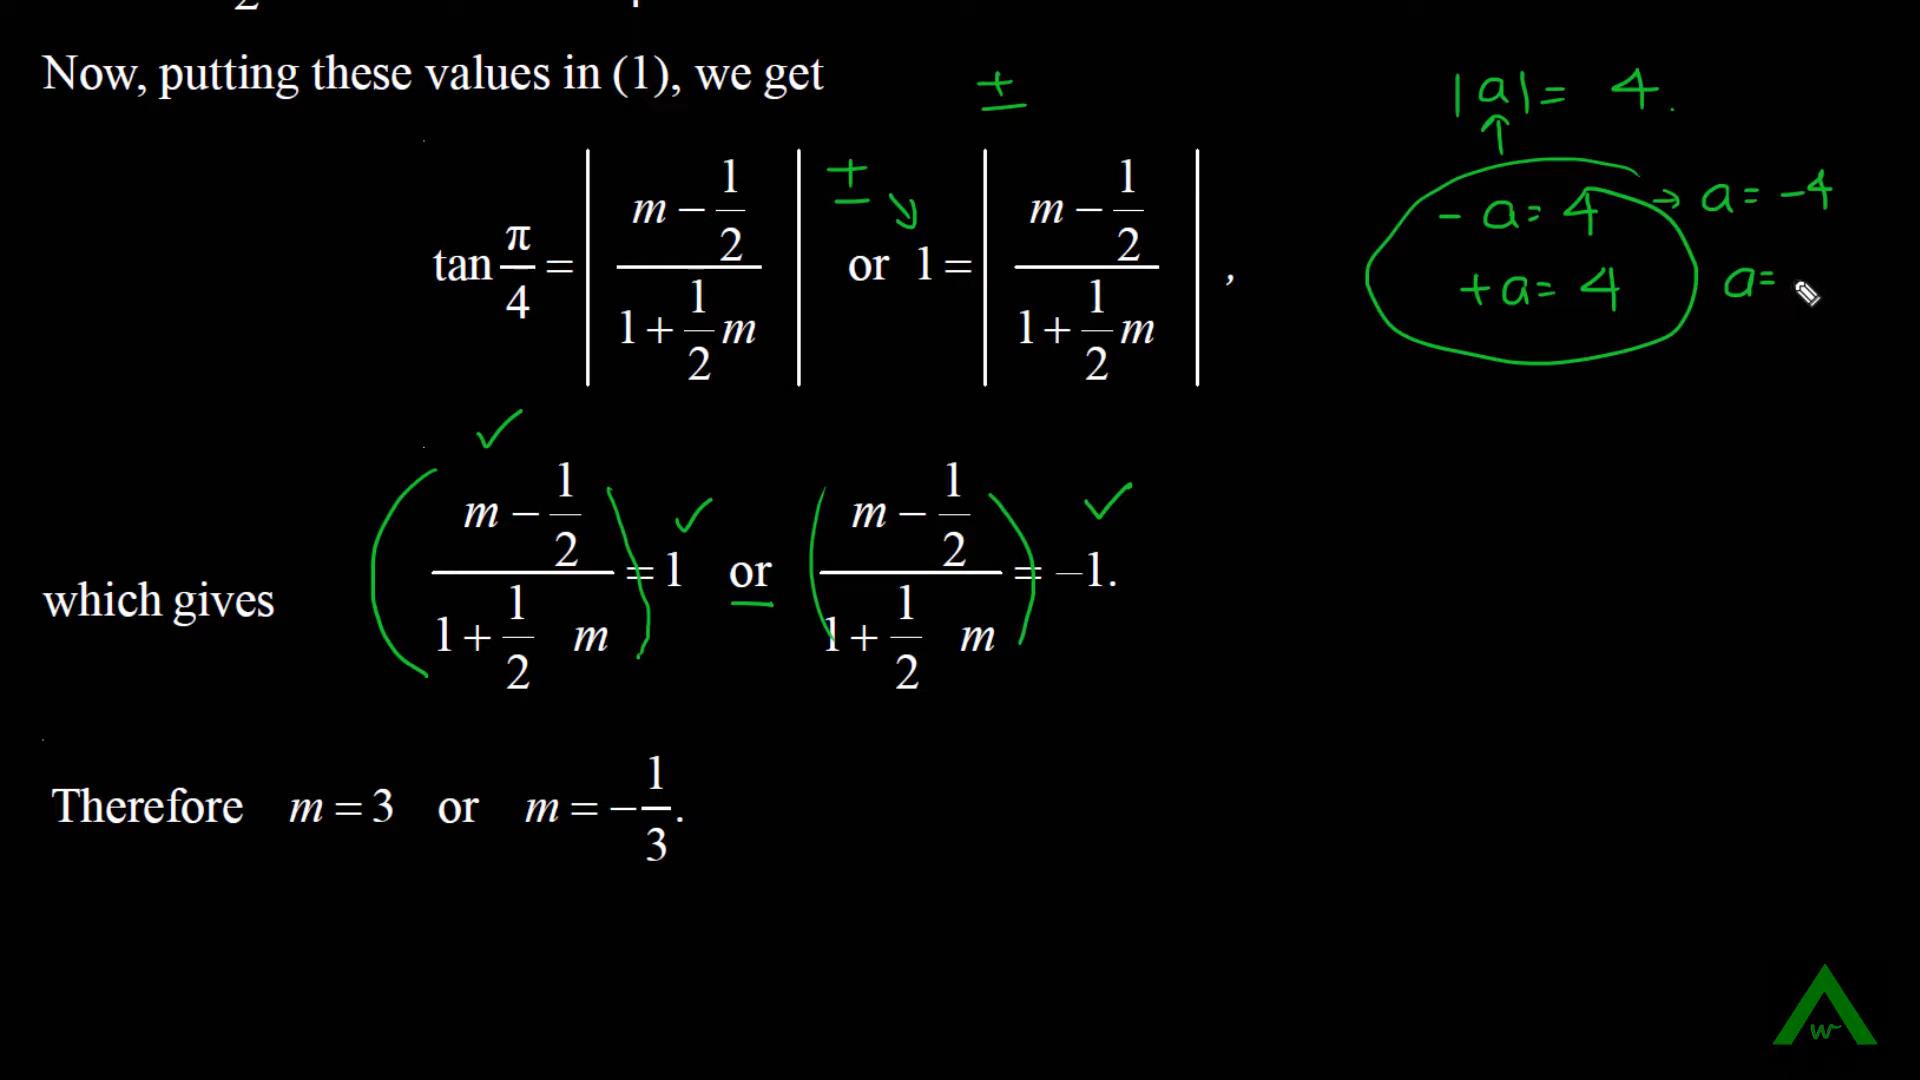 Now, putting these values in (1), we get
±
|a| = 4.
tan π/4 = | (m − 1/2) / (1 + 1/2 m) | ± or 1 = | (m − 1/2) / (1 + 1/2 m) | ,
- a = 4 → a = -4
+a = 4 a =
which gives (m − 1/2) / (1 + 1/2 m) = 1 or (m − 1/2) / (1 + 1/2 m) = −1.
Therefore m = 3 or m = −1/3.
w